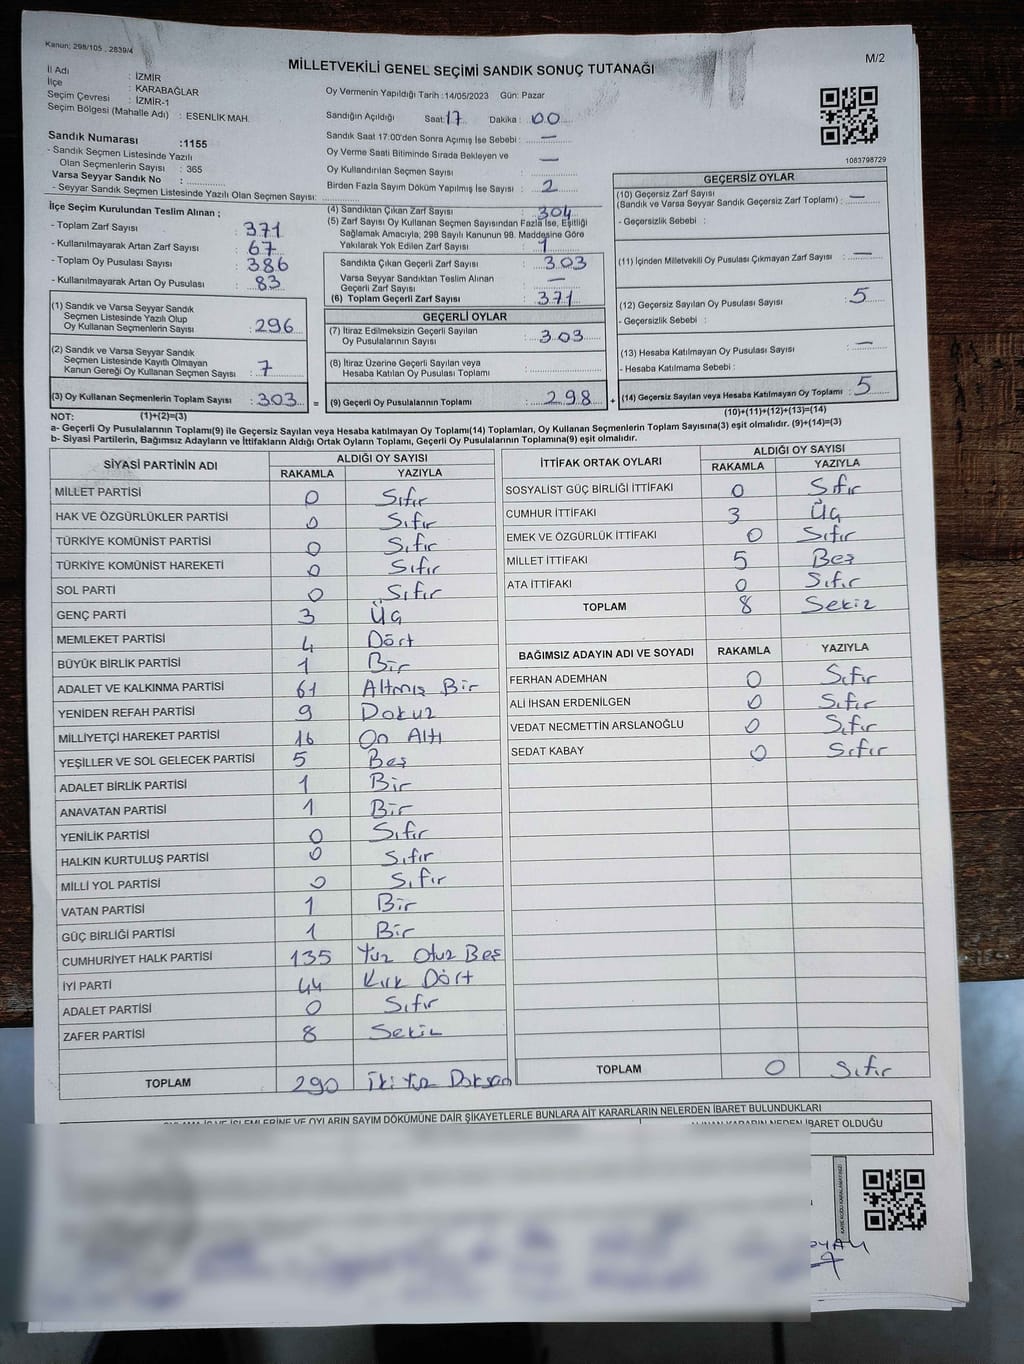 Kanun: 298/105 , 2839/4
M/2
MİLLETVEKİLİ GENEL SEÇİMİ SANDIK SONUÇ TUTANAĞI
İl Adı : İZMİR
İlçe : KARABAĞLAR
Seçim Çevresi : İZMİR-1
Seçim Bölgesi (Mahalle Adı) : ESENLİK MAH.
Oy Vermenin Yapıldığı Tarih : 14/05/2023 Gün: Pazar
Sandığın Açıldığı Saat: 17 Dakika : 00
Sandık Saat 17:00'den Sonra Açılmış İse Sebebi : —
Oy Verme Saati Bitiminde Sırada Bekleyen ve
Oy Kullandırılan Seçmen Sayısı : —
Birden Fazla Sayım Döküm Yapılmış İse Sayısı : 2
1083798729
Sandık Numarası :1155
- Sandık Seçmen Listesinde Yazılı
Olan Seçmenlerin Sayısı : 365
Varsa Seyyar Sandık No :
- Seyyar Sandık Seçmen Listesinde Yazılı Olan Seçmen Sayısı:
İlçe Seçim Kurulundan Teslim Alınan ;
- Toplam Zarf Sayısı : 371
- Kullanılmayarak Artan Zarf Sayısı : 67
- Toplam Oy Pusulası Sayısı : 386
- Kullanılmayarak Artan Oy Pusulası : 83
(1) Sandık ve Varsa Seyyar Sandık
Seçmen Listesinde Yazılı Olup
Oy Kullanan Seçmenlerin Sayısı : 296
(2) Sandık ve Varsa Seyyar Sandık
Seçmen Listesinde Kayıtlı Olmayan
Kanun Gereği Oy Kullanan Seçmen Sayısı : 7
(3) Oy Kullanan Seçmenlerin Toplam Sayısı : 303 =
(4) Sandıktan Çıkan Zarf Sayısı : 304
(5) Zarf Sayısı Oy Kullanan Seçmen Sayısından Fazla İse, Eşitliği
Sağlamak Amacıyla; 298 Sayılı Kanunun 98. Maddesine Göre
Yakılarak Yok Edilen Zarf Sayısı : 1
Sandıkta Çıkan Geçerli Zarf Sayısı : 303
Varsa Seyyar Sandıktan Teslim Alınan
Geçerli Zarf Sayısı : —
(6) Toplam Geçerli Zarf Sayısı : 371
GEÇERLİ OYLAR
(7) İtiraz Edilmeksizin Geçerli Sayılan
Oy Pusulalarının Sayısı : 303
(8) İtiraz Üzerine Geçerli Sayılan veya
Hesaba Katılan Oy Pusulası Toplamı :
(9) Geçerli Oy Pusulalarının Toplamı : 298 +
GEÇERSİZ OYLAR
(10) Geçersiz Zarf Sayısı
(Sandık ve Varsa Seyyar Sandık Geçersiz Zarf Toplamı) : —
- Geçersizlik Sebebi :
(11) İçinden Milletvekili Oy Pusulası Çıkmayan Zarf Sayısı : —
(12) Geçersiz Sayılan Oy Pusulası Sayısı : 5
- Geçersizlik Sebebi :
(13) Hesaba Katılmayan Oy Pusulası Sayısı : —
- Hesaba Katılmama Sebebi :
(14) Geçersiz Sayılan veya Hesaba Katılmayan Oy Toplamı : 5
NOT: (1)+(2)=(3)
(10)+(11)+(12)+(13)=(14)
a- Geçerli Oy Pusulalarının Toplamı(9) ile Geçersiz Sayılan veya Hesaba katılmayan Oy Toplamı(14) Toplamları, Oy Kullanan Seçmenlerin Toplam Sayısına(3) eşit olmalıdır. (9)+(14)=(3)
b- Siyasi Partilerin, Bağımsız Adayların ve İttifakların Aldığı Ortak Oyların Toplamı, Geçerli Oy Pusulalarının Toplamına(9) eşit olmalıdır.
SİYASİ PARTİNİN ADI ALDIĞI OY SAYISI
RAKAMLA YAZIYLA
MİLLET PARTİSİ 0 Sıfır
HAK VE ÖZGÜRLÜKLER PARTİSİ 0 Sıfır
TÜRKİYE KOMÜNİST PARTİSİ 0 Sıfır
TÜRKİYE KOMÜNİST HAREKETİ 0 Sıfır
SOL PARTİ 0 Sıfır
GENÇ PARTİ 3 Üç
MEMLEKET PARTİSİ 4 Dört
BÜYÜK BİRLİK PARTİSİ 1 Bir
ADALET VE KALKINMA PARTİSİ 61 Altmış Bir
YENİDEN REFAH PARTİSİ 9 Dokuz
MİLLİYETÇİ HAREKET PARTİSİ 16 On Altı
YEŞİLLER VE SOL GELECEK PARTİSİ 5 Beş
ADALET BİRLİK PARTİSİ 1 Bir
ANAVATAN PARTİSİ 1 Bir
YENİLİK PARTİSİ 0 Sıfır
HALKIN KURTULUŞ PARTİSİ 0 Sıfır
MİLLİ YOL PARTİSİ 0 Sıfır
VATAN PARTİSİ 1 Bir
GÜÇ BİRLİĞİ PARTİSİ 1 Bir
CUMHURİYET HALK PARTİSİ 135 Yüz Otuz Beş
İYİ PARTİ 44 Kırk Dört
ADALET PARTİSİ 0 Sıfır
ZAFER PARTİSİ 8 Sekiz
TOPLAM 290 İki Yüz Doksan
İTTİFAK ORTAK OYLARI ALDIĞI OY SAYISI
RAKAMLA YAZIYLA
SOSYALİST GÜÇ BİRLİĞİ İTTİFAKI 0 Sıfır
CUMHUR İTTİFAKI 3 Üç
EMEK VE ÖZGÜRLÜK İTTİFAKI 0 Sıfır
MİLLET İTTİFAKI 5 Beş
ATA İTTİFAKI 0 Sıfır
TOPLAM 8 Sekiz
BAĞIMSIZ ADAYIN ADI VE SOYADI RAKAMLA YAZIYLA
FERHAN ADEMHAN 0 Sıfır
ALİ İHSAN ERDENİLGEN 0 Sıfır
VEDAT NECMETTİN ARSLANOĞLU 0 Sıfır
SEDAT KABAY 0 Sıfır
TOPLAM 0 Sıfır
OYLAMA İŞ VE İŞLEMLERİNE VE OYLARIN SAYIM DÖKÜMÜNE DAİR ŞİKAYETLERLE BUNLARA AİT KARARLARIN NELERDEN İBARET BULUNDUKLARI
ALINAN KARARIN NEDEN İBARET OLDUĞU